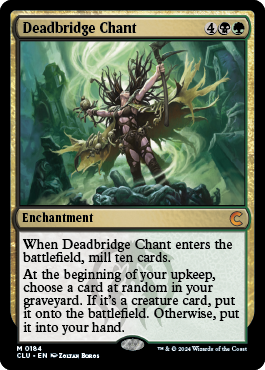 Deadbridge Chant 4
Enchantment C
When Deadbridge Chant enters the
battlefield, mill ten cards.
At the beginning of your upkeep,
choose a card at random in your
graveyard. If it's a creature card, put
it onto the battlefield. Otherwise, put
it into your hand.
M 0184
CLU • EN Zoltan Boros
™ & © 2024 Wizards of the Coast